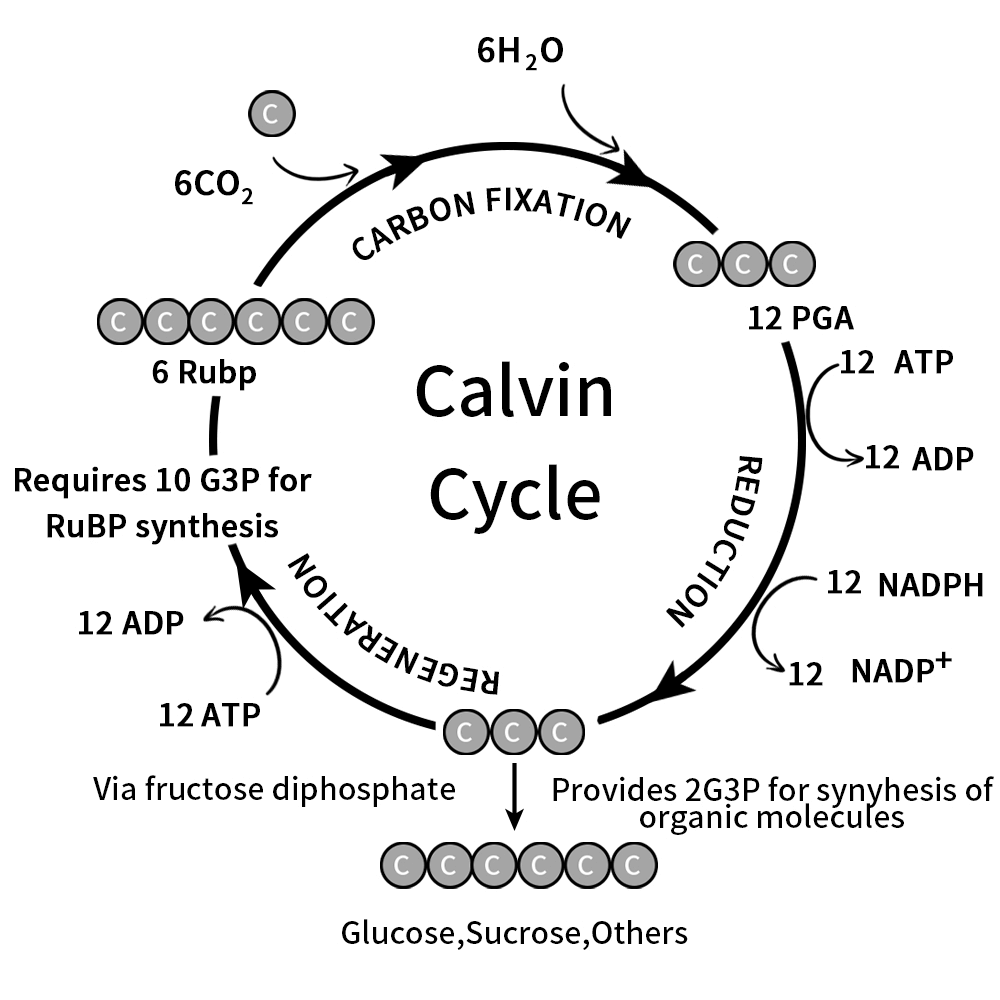 6H₂O
C
6CO₂
CARBON FIXATION
C C C
12 PGA
C C C C C C
6 Rubp
12 ATP
12 ADP
Calvin
Cycle
REDUCTION
Requires 10 G3P for
RuBP synthesis
12 NADPH
12 NADP⁺
REGENERATION
12 ADP
12 ATP
C C C
Via fructose diphosphate
Provides 2G3P for synyhesis of
organic molecules
C C C C C C
Glucose,Sucrose,Others